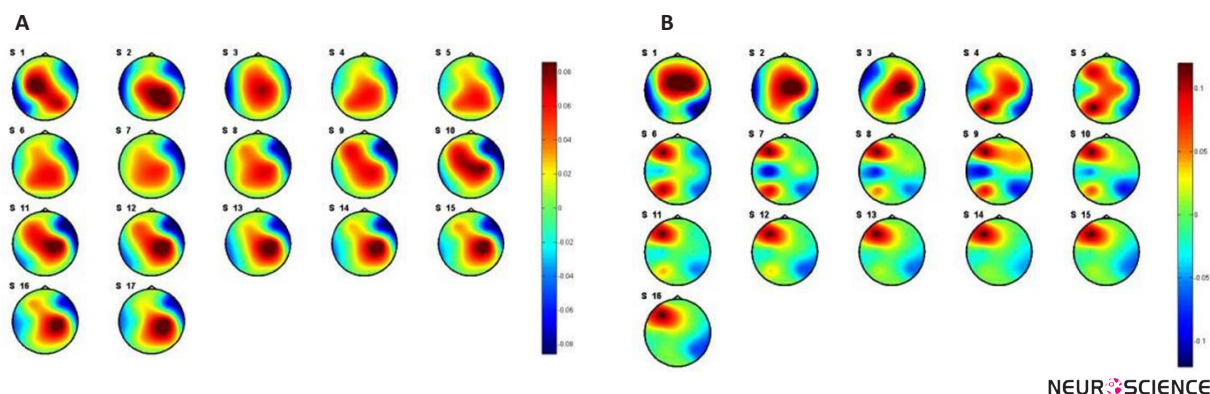 A
S 1 S 2 S 3 S 4 S 5
S 6 S 7 S 8 S 9 S 10
S 11 S 12 S 13 S 14 S 15
S 16 S 17
0.08
0.06
0.04
0.02
0
-0.02
-0.04
-0.06
-0.08
B
S 1 S 2 S 3 S 4 S 5
S 6 S 7 S 8 S 9 S 10
S 11 S 12 S 13 S 14 S 15
S 16
0.1
0.05
0
-0.05
-0.1
NEUROSCIENCE